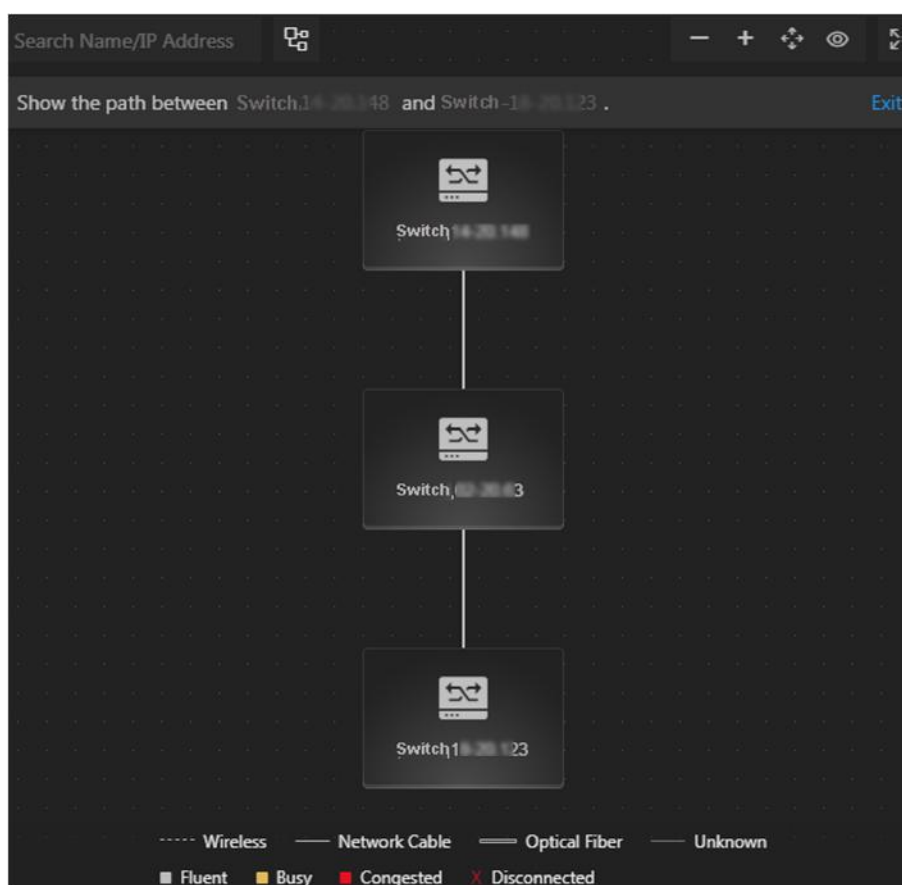 Search Name/IP Address
Show the path between Switch and Switch .
Exit
Switch
Switch
Switch
Wireless Network Cable Optical Fiber Unknown
Fluent Busy Congested X Disconnected